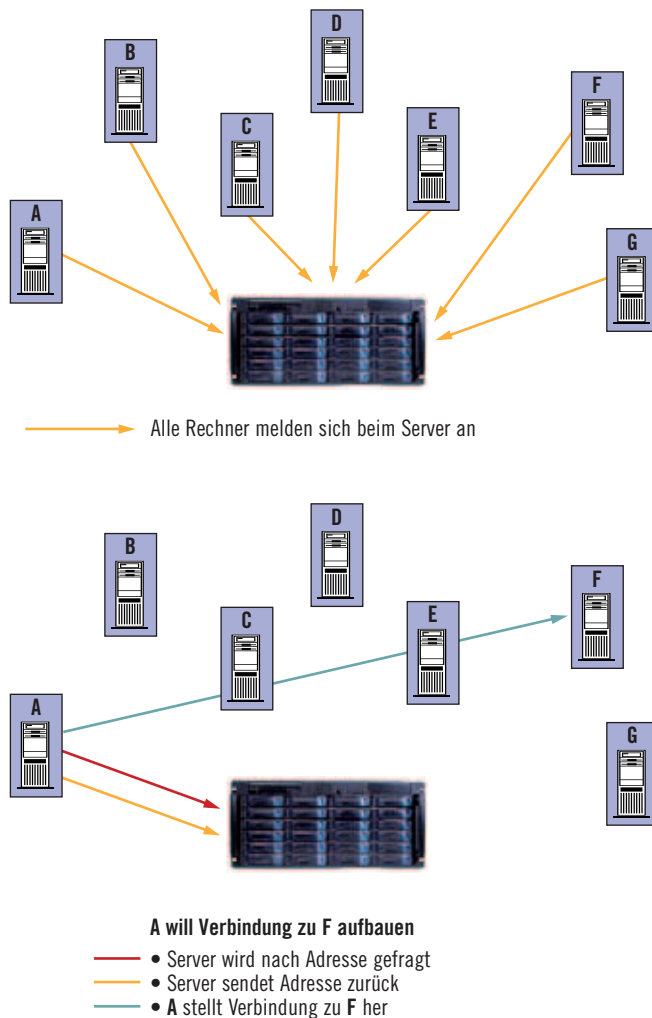 D
B
F
C
E
A
G
Alle Rechner melden sich beim Server an
D
B
F
C
E
A
G
A will Verbindung zu F aufbauen
• Server wird nach Adresse gefragt
• Server sendet Adresse zurück
• A stellt Verbindung zu F her